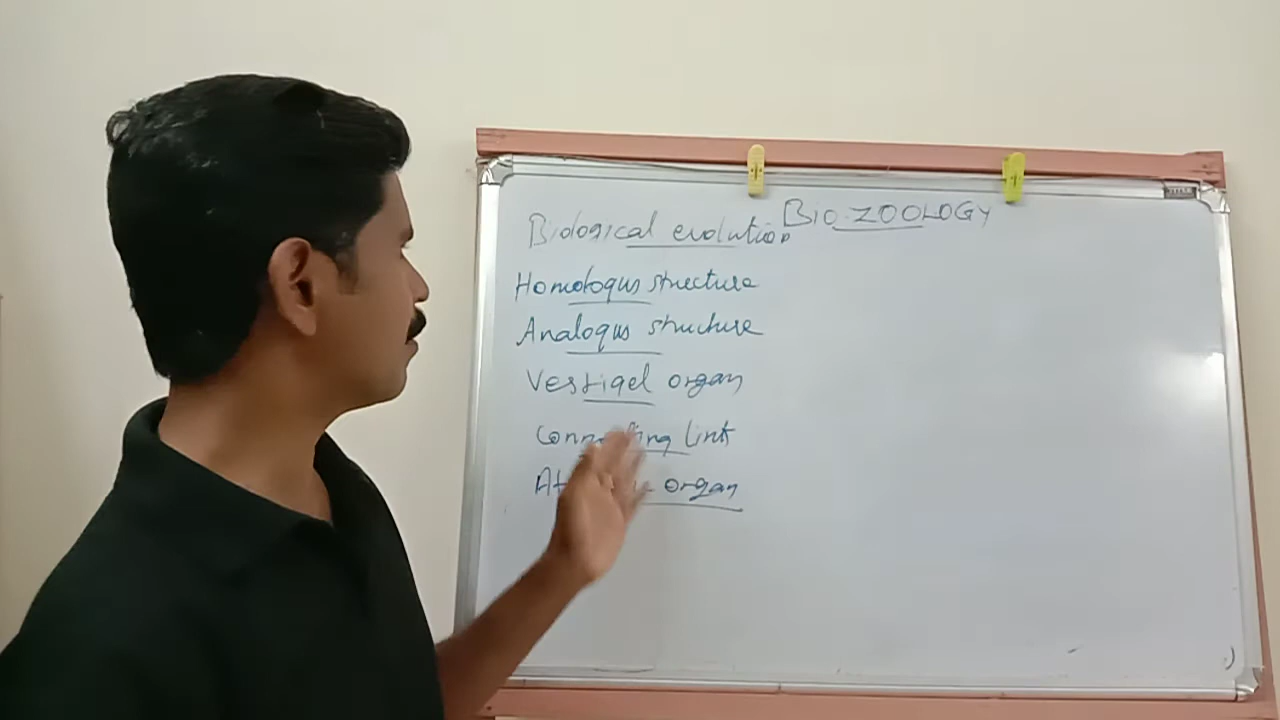 Bio.ZOOLOGY
Biological evolution
Homologus structure
Analogus structure
Vestigel organ
link
organ